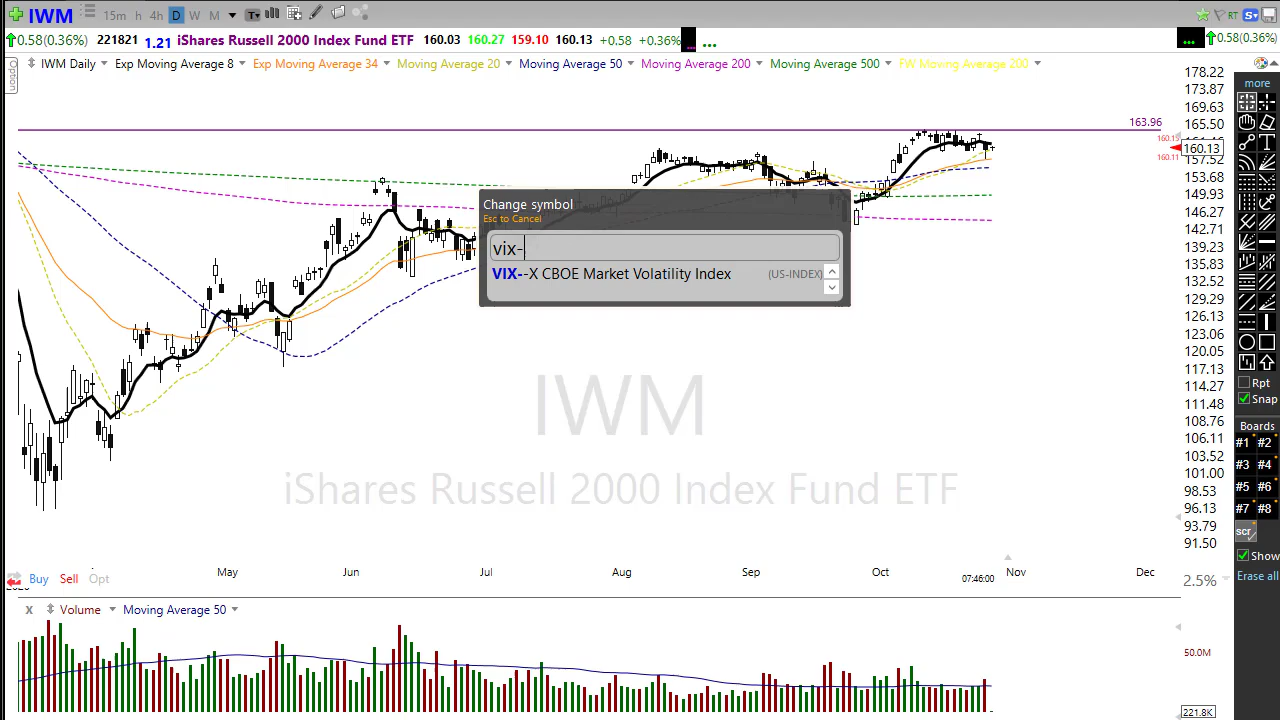 IWM 15m h 4h D W M T RT S
0.58(0.36%) 221821 1.21 iShares Russell 2000 Index Fund ETF 160.03 160.27 159.10 160.13 +0.58 +0.36% ... ... 0.58(0.36%)
Option
IWM Daily Exp Moving Average 8 Exp Moving Average 34 Moving Average 20 Moving Average 50 Moving Average 200 Moving Average 500 FW Moving Average 200
178.22
173.87
169.63
165.50
163.96
160.15
160.13
160.11
157.52
153.68
149.93
146.27
142.71
139.23
135.83
132.52
129.29
126.13
123.06
120.05
117.13
114.27
111.48
108.76
106.11
103.52
101.00
98.53
96.13
93.79
91.50
Change symbol
Esc to Cancel
vix-
VIX--X CBOE Market Volatility Index (US-INDEX)
IWM
iShares Russell 2000 Index Fund ETF
more
T
Rpt
Snap
Boards
#1 #2
#3 #4
#5 #6
#7 #8
scr
Show
Erase all
May Jun Jul Aug Sep Oct Nov Dec
07:46:00
Buy Sell Opt
2.5%
X Volume Moving Average 50
50.0M
221.8K